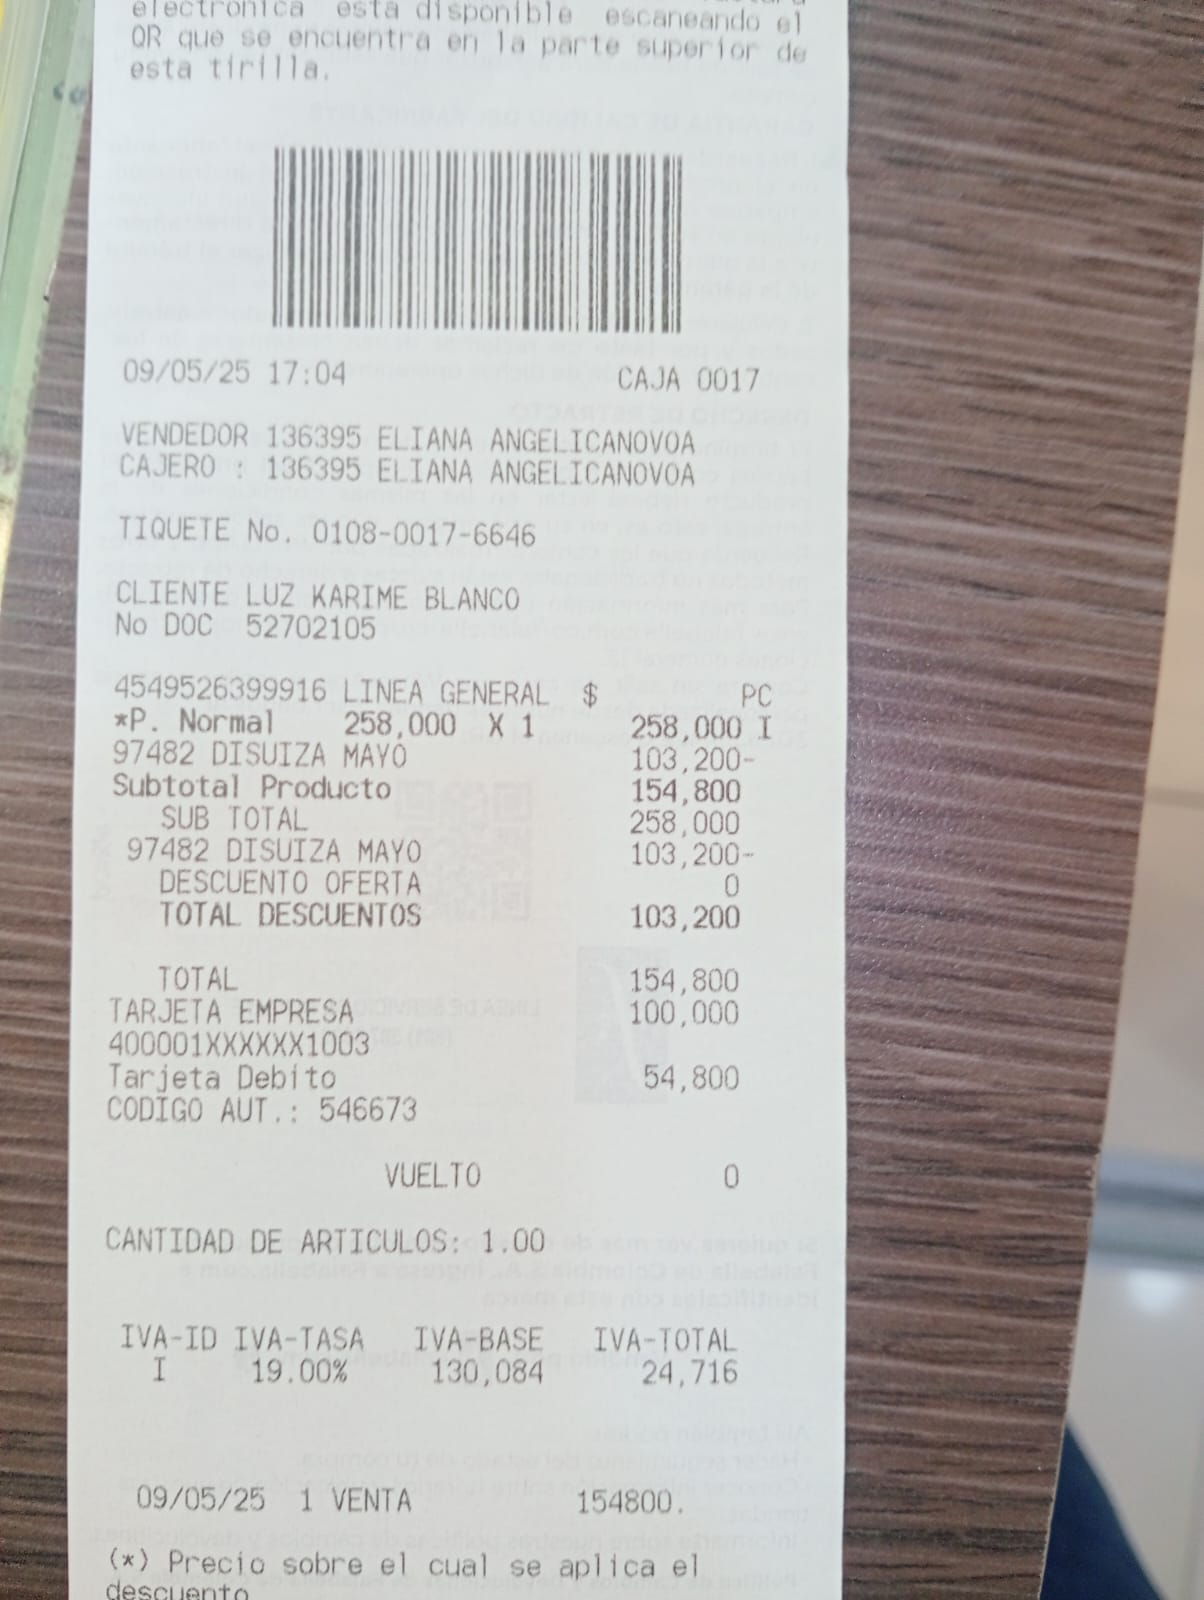 electronica esta disponible escaneando el
QR que se encuentra en la parte superior de
esta tirilla.
09/05/25 17:04 CAJA 0017
VENDEDOR 136395 ELIANA ANGELICANOVOA
CAJERO : 136395 ELIANA ANGELICANOVOA
TIQUETE No. 0108-0017-6646
CLIENTE LUZ KARIME BLANCO
No DOC 52702105
4549526399916 LINEA GENERAL $ PC
*P. Normal 258,000 X 1 258,000 I
97482 DISUIZA MAYO 103,200-
Subtotal Producto 154,800
SUB TOTAL 258,000
97482 DISUIZA MAYO 103,200-
DESCUENTO OFERTA 0
TOTAL DESCUENTOS 103,200
TOTAL 154,800
TARJETA EMPRESA 100,000
400001XXXXXX1003
Tarjeta Debito 54,800
CODIGO AUT.: 546673
VUELTO 0
CANTIDAD DE ARTICULOS: 1.00
IVA-ID IVA-TASA IVA-BASE IVA-TOTAL
I 19.00% 130,084 24,716
09/05/25 1 VENTA 154800.
(*) Precio sobre el cual se aplica el
descuento